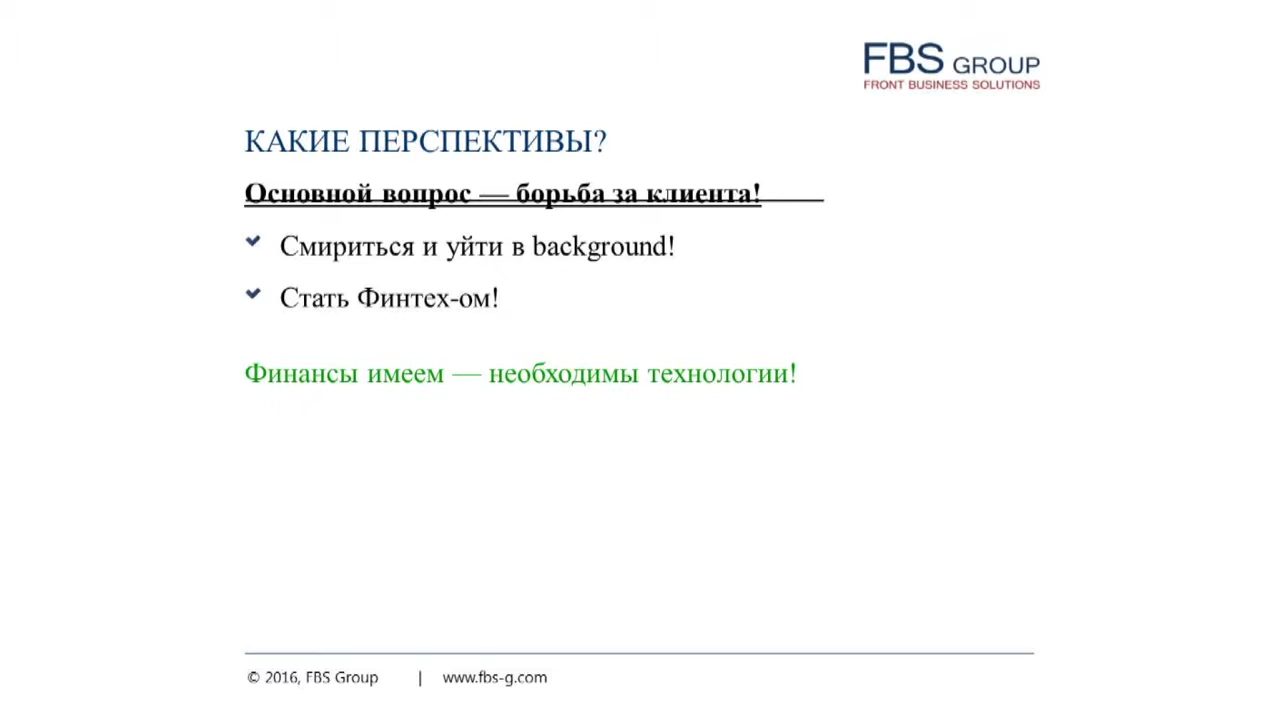 FBS GROUP
FRONT BUSINESS SOLUTIONS
КАКИЕ ПЕРСПЕКТИВЫ?
Основной вопрос — борьба за клиента!
Смириться и уйти в background!
Стать Финтех-ом!
Финансы имеем — необходимы технологии!
© 2016, FBS Group | www.fbs-g.com